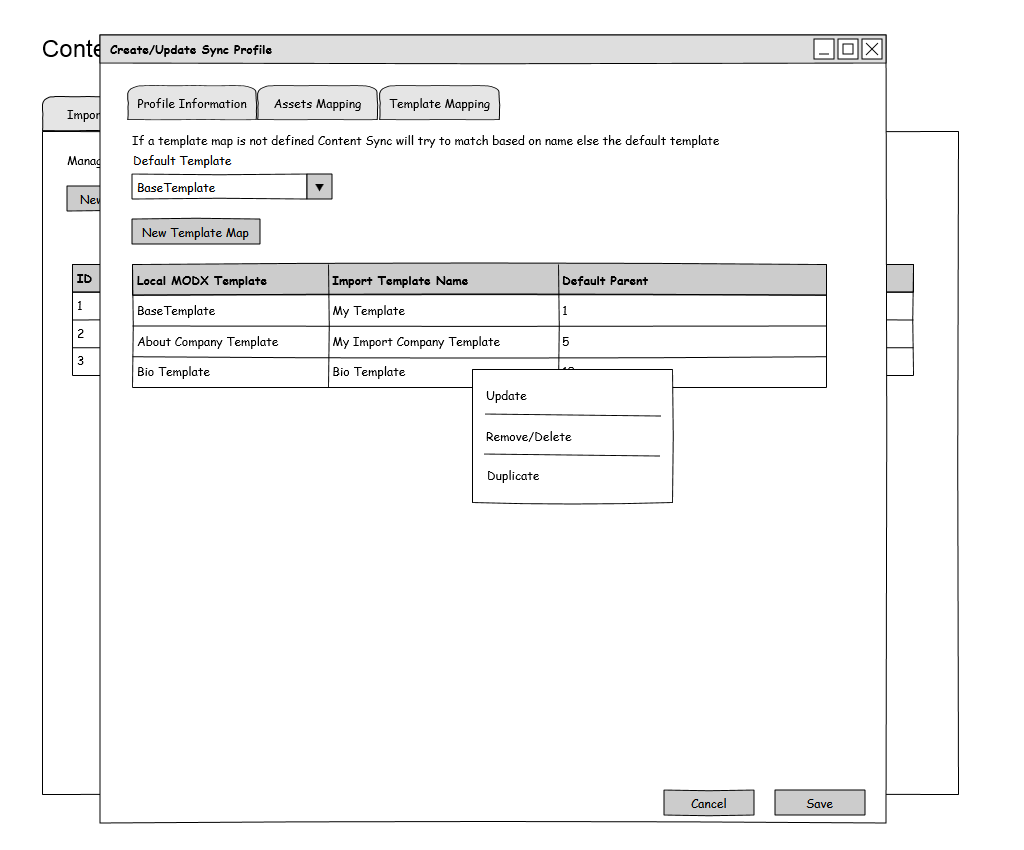 Conte
Create/Update Sync Profile
Impor
Profile Information
Assets Mapping
Template Mapping
If a template map is not defined Content Sync will try to match based on name else the default template
Manag
Default Template
BaseTemplate
New
New Template Map
ID
Local MODX Template Import Template Name Default Parent
1
BaseTemplate My Template 1
2
About Company Template My Import Company Template 5
3
Bio Template Bio Template
Update
Remove/Delete
Duplicate
Cancel Save